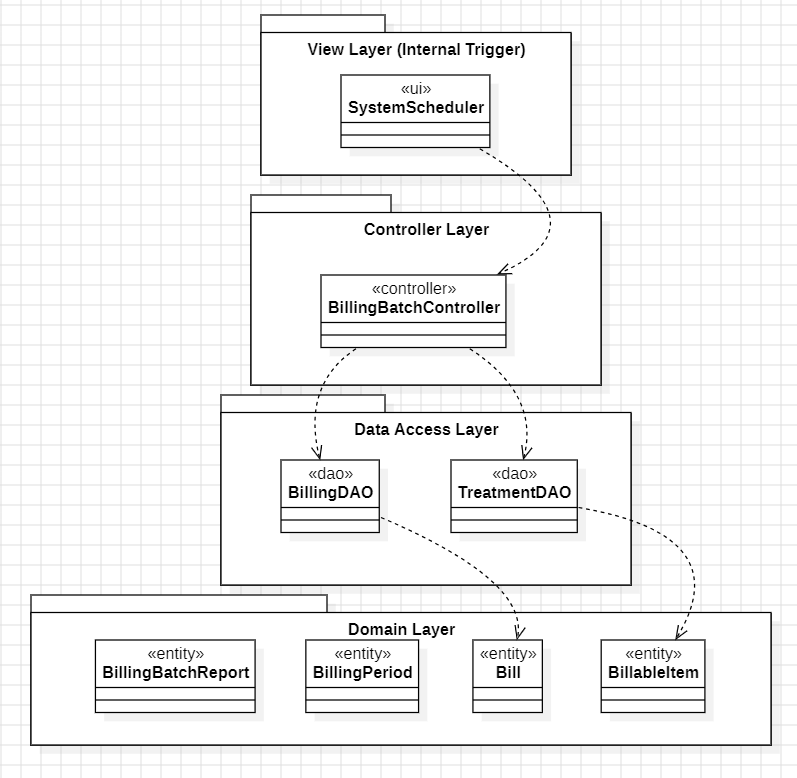 View Layer (Internal Trigger)
«ui»
SystemScheduler
Controller Layer
«controller»
BillingBatchController
Data Access Layer
«dao»
BillingDAO
«dao»
TreatmentDAO
Domain Layer
«entity»
BillingBatchReport
«entity»
BillingPeriod
«entity»
Bill
«entity»
BillableItem